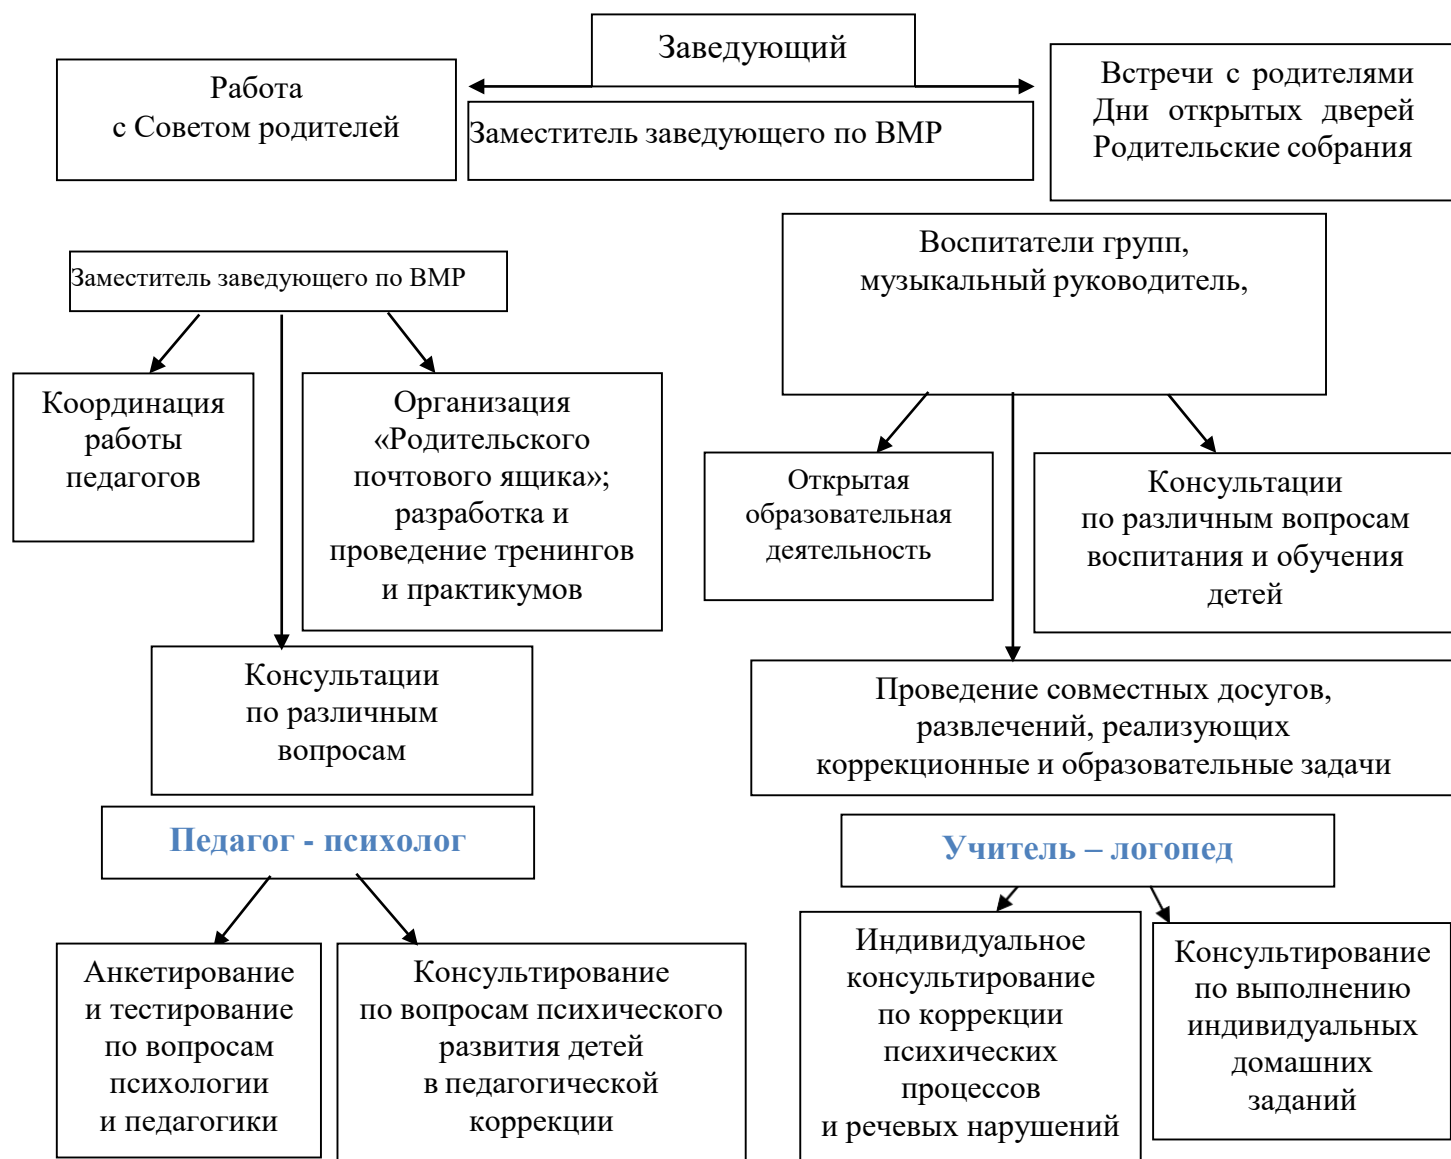 Заведующий
Работа
с Советом родителей
Заместитель заведующего по ВМР
Встречи с родителями
Дни открытых дверей
Родительские собрания
Заместитель заведующего по ВМР
Воспитатели групп,
музыкальный руководитель,
Координация
работы
педагогов
Организация
«Родительского
почтового ящика»;
разработка и
проведение тренингов
и практикумов
Открытая
образовательная
деятельность
Консультации
по различным вопросам
воспитания и обучения
детей
Консультации
по различным
вопросам
Проведение совместных досугов,
развлечений, реализующих
коррекционные и образовательные задачи
Педагог - психолог
Учитель – логопед
Анкетирование
и тестирование
по вопросам
психологии
и педагогики
Консультирование
по вопросам психического
развития детей
в педагогической
коррекции
Индивидуальное
консультирование
по коррекции
психических
процессов
и речевых нарушений
Консультирование
по выполнению
индивидуальных
домашних
заданий